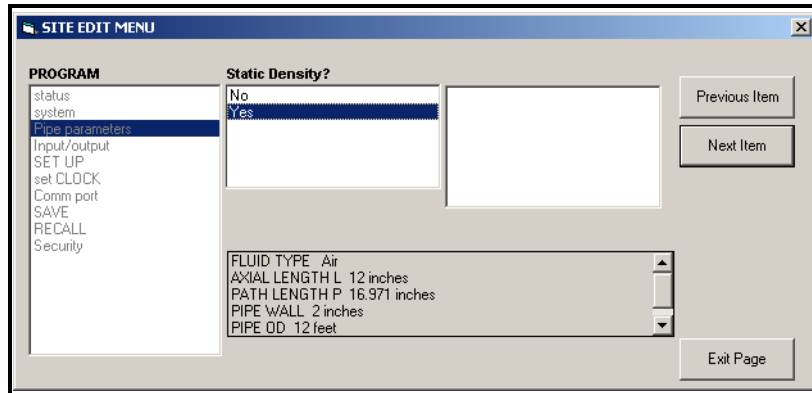 SITE EDIT MENU
PROGRAM
status
system
Pipe parameters
Input/output
SET UP
set CLOCK
Comm port
SAVE
RECALL
Security
Static Density?
No
Yes
FLUID TYPE Air
AXIAL LENGTH L 12 inches
PATH LENGTH P 16.971 inches
PIPE WALL 2 inches
PIPE OD 12 feet
Previous Item
Next Item
Exit Page